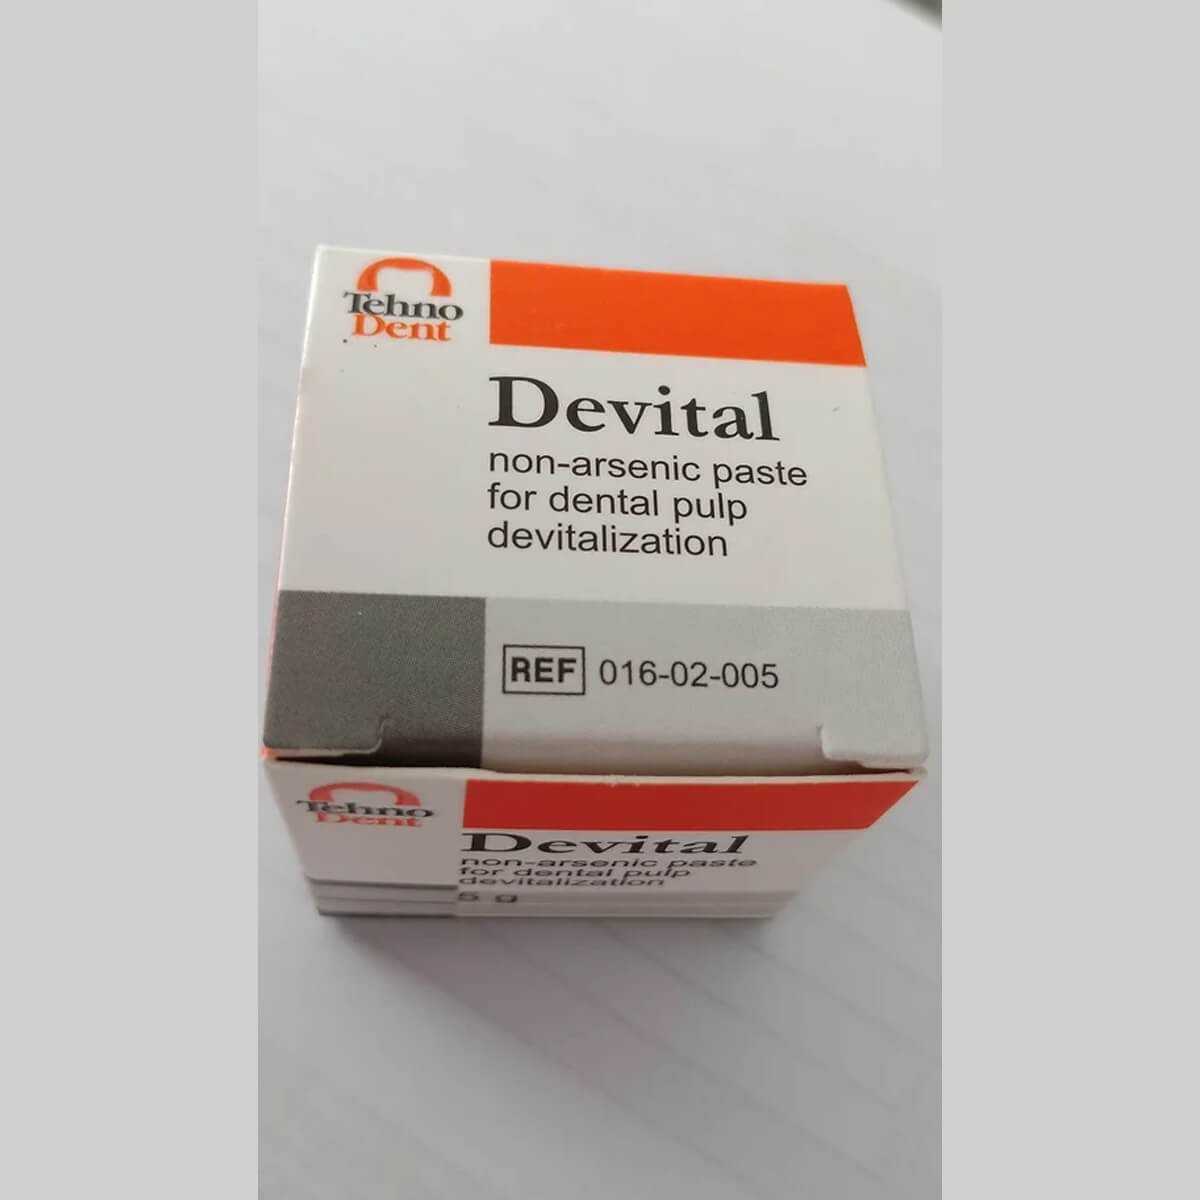 Tehno
Dent
Devital
non-arsenic paste
for dental pulp
devitalization
REF 016-02-005
Tehno
Dent
Devital
non-arsenic paste
for dental pulp
devitalization
5 g